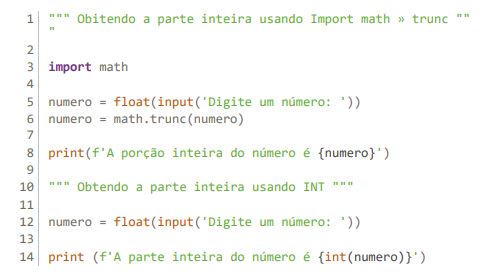 1 """ Obitendo a parte inteira usando Import math » trunc ""
"
2
3 import math
4
5 numero = float(input('Digite um número: '))
6 numero = math.trunc(numero)
7
8 print(f'A porção inteira do número é {numero}')
9
10 """ Obtendo a parte inteira usando INT """
11
12 numero = float(input('Digite um número: '))
13
14 print (f'A parte inteira do número é {int(numero)}')